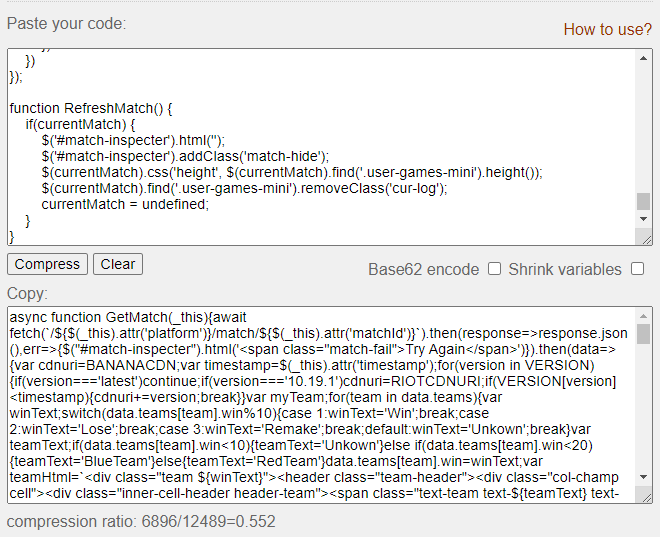 Paste your code:
How to use?
})
});
function RefreshMatch() {
if(currentMatch) {
$('#match-inspecter').html('');
$('#match-inspecter').addClass('match-hide');
$(currentMatch).css('height', $(currentMatch).find('.user-games-mini').height());
$(currentMatch).find('.user-games-mini').removeClass('cur-log');
currentMatch = undefined;
}
}
Compress Clear
Base62 encode Shrink variables
Copy:
async function GetMatch(_this){await
fetch(`/${$(_this).attr('platform')}/match/${$(_this).attr('matchId')}`).then(response=>response.json
(),err=>{$("#match-inspecter").html('<span class="match-fail">Try Again</span>')}).then(data=>
{var cdnuri=BANANACDN;var timestamp=$(_this).attr('timestamp');for(version in VERSION)
{if(version==='latest')continue;if(version==='10.19.1')cdnuri=RIOTCDNURI;if(VERSION[version]
<timestamp){cdnuri+=version;break}}var myTeam;for(team in data.teams){var
winText;switch(data.teams[team].win%10){case 1:winText='Win';break;case
2:winText='Lose';break;case 3:winText='Remake';break;default:winText='Unkown';break}var
teamText;if(data.teams[team].win<10){teamText='Unkown'}else if(data.teams[team].win<20)
{teamText='BlueTeam'}else{teamText='RedTeam'}data.teams[team].win=winText;var
teamHtml=`<div class="team ${winText}"><header class="team-header"><div class="col-champ
cell"><div class="inner-cell-header header-team"><span class="text-team text-${teamText} text-
compression ratio: 6896/12489=0.552